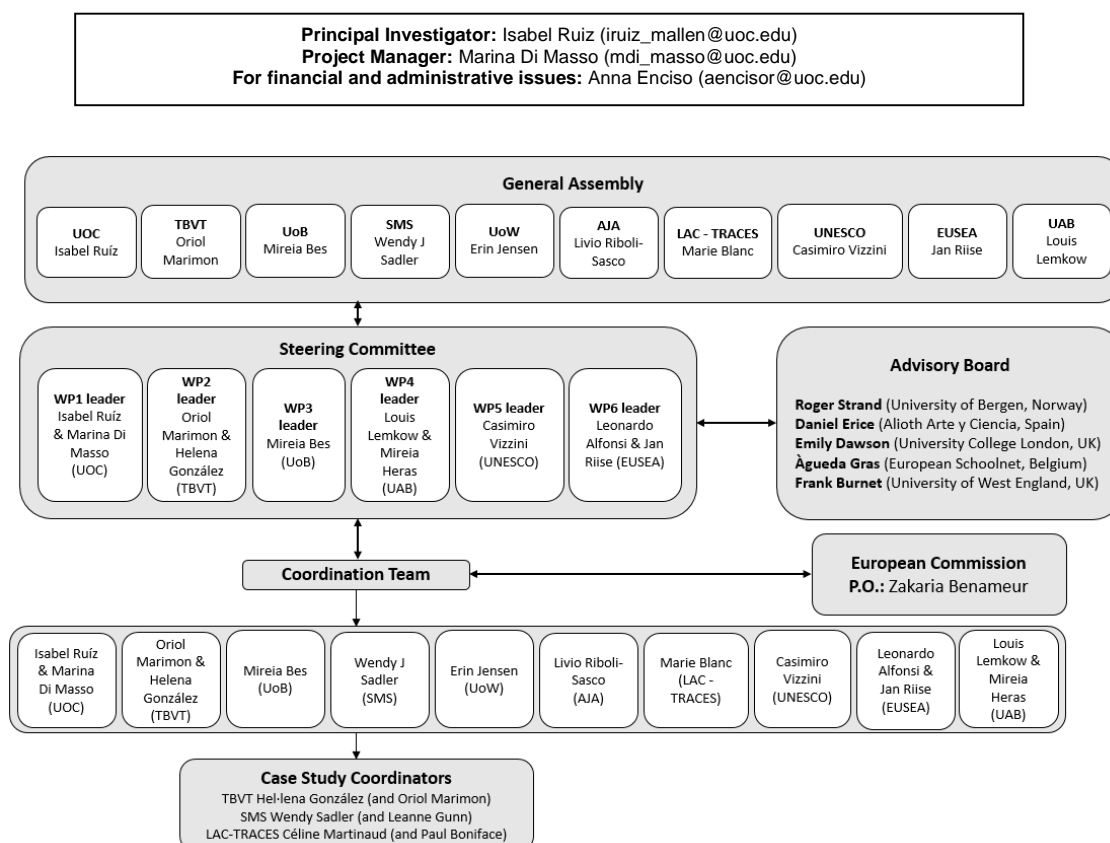 Principal Investigator: Isabel Ruiz (iruiz_mallen@uoc.edu)
Project Manager: Marina Di Masso (mdi_masso@uoc.edu)
For financial and administrative issues: Anna Enciso (aencisor@uoc.edu)
General Assembly
UOC
Isabel Ruíz
TBVT
Oriol
Marimon
UoB
Mireia Bes
SMS
Wendy J
Sadler
UoW
Erin Jensen
AJA
Livio Riboli-
Sasco
LAC - TRACES
Marie Blanc
UNESCO
Casimiro Vizzini
EUSEA
Jan Riise
UAB
Louis
Lemkow
Steering Committee
WP1 leader
Isabel Ruíz
& Marina Di
Masso
(UOC)
WP2
leader
Oriol
Marimon &
Helena
González
(TBVT)
WP3
leader
Mireia Bes
(UoB)
WP4
leader
Louis
Lemkow &
Mireia
Heras
(UAB)
WP5 leader
Casimiro
Vizzini
(UNESCO)
WP6 leader
Leonardo
Alfonsi & Jan
Riise (EUSEA)
Advisory Board
Roger Strand (University of Bergen, Norway)
Daniel Erice (Alioth Arte y Ciencia, Spain)
Emily Dawson (University College London, UK)
Àgueda Gras (European Schoolnet, Belgium)
Frank Burnet (University of West England, UK)
Coordination Team
European Commission
P.O.: Zakaria Benameur
Isabel Ruíz
& Marina
Di Masso
(UOC)
Oriol
Marimon &
Helena
González
(TBVT)
Mireia Bes
(UoB)
Wendy J
Sadler
(SMS)
Erin Jensen
(UoW)
Livio Riboli-
Sasco
(AJA)
Marie Blanc
(LAC -
TRACES)
Casimiro
Vizzini
(UNESCO)
Leonardo
Alfonsi
& Jan Riise
(EUSEA)
Louis
Lemkow &
Mireia
Heras
(UAB)
Case Study Coordinators
TBVT Hel·lena González (and Oriol Marimon)
SMS Wendy Sadler (and Leanne Gunn)
LAC-TRACES Céline Martinaud (and Paul Boniface)